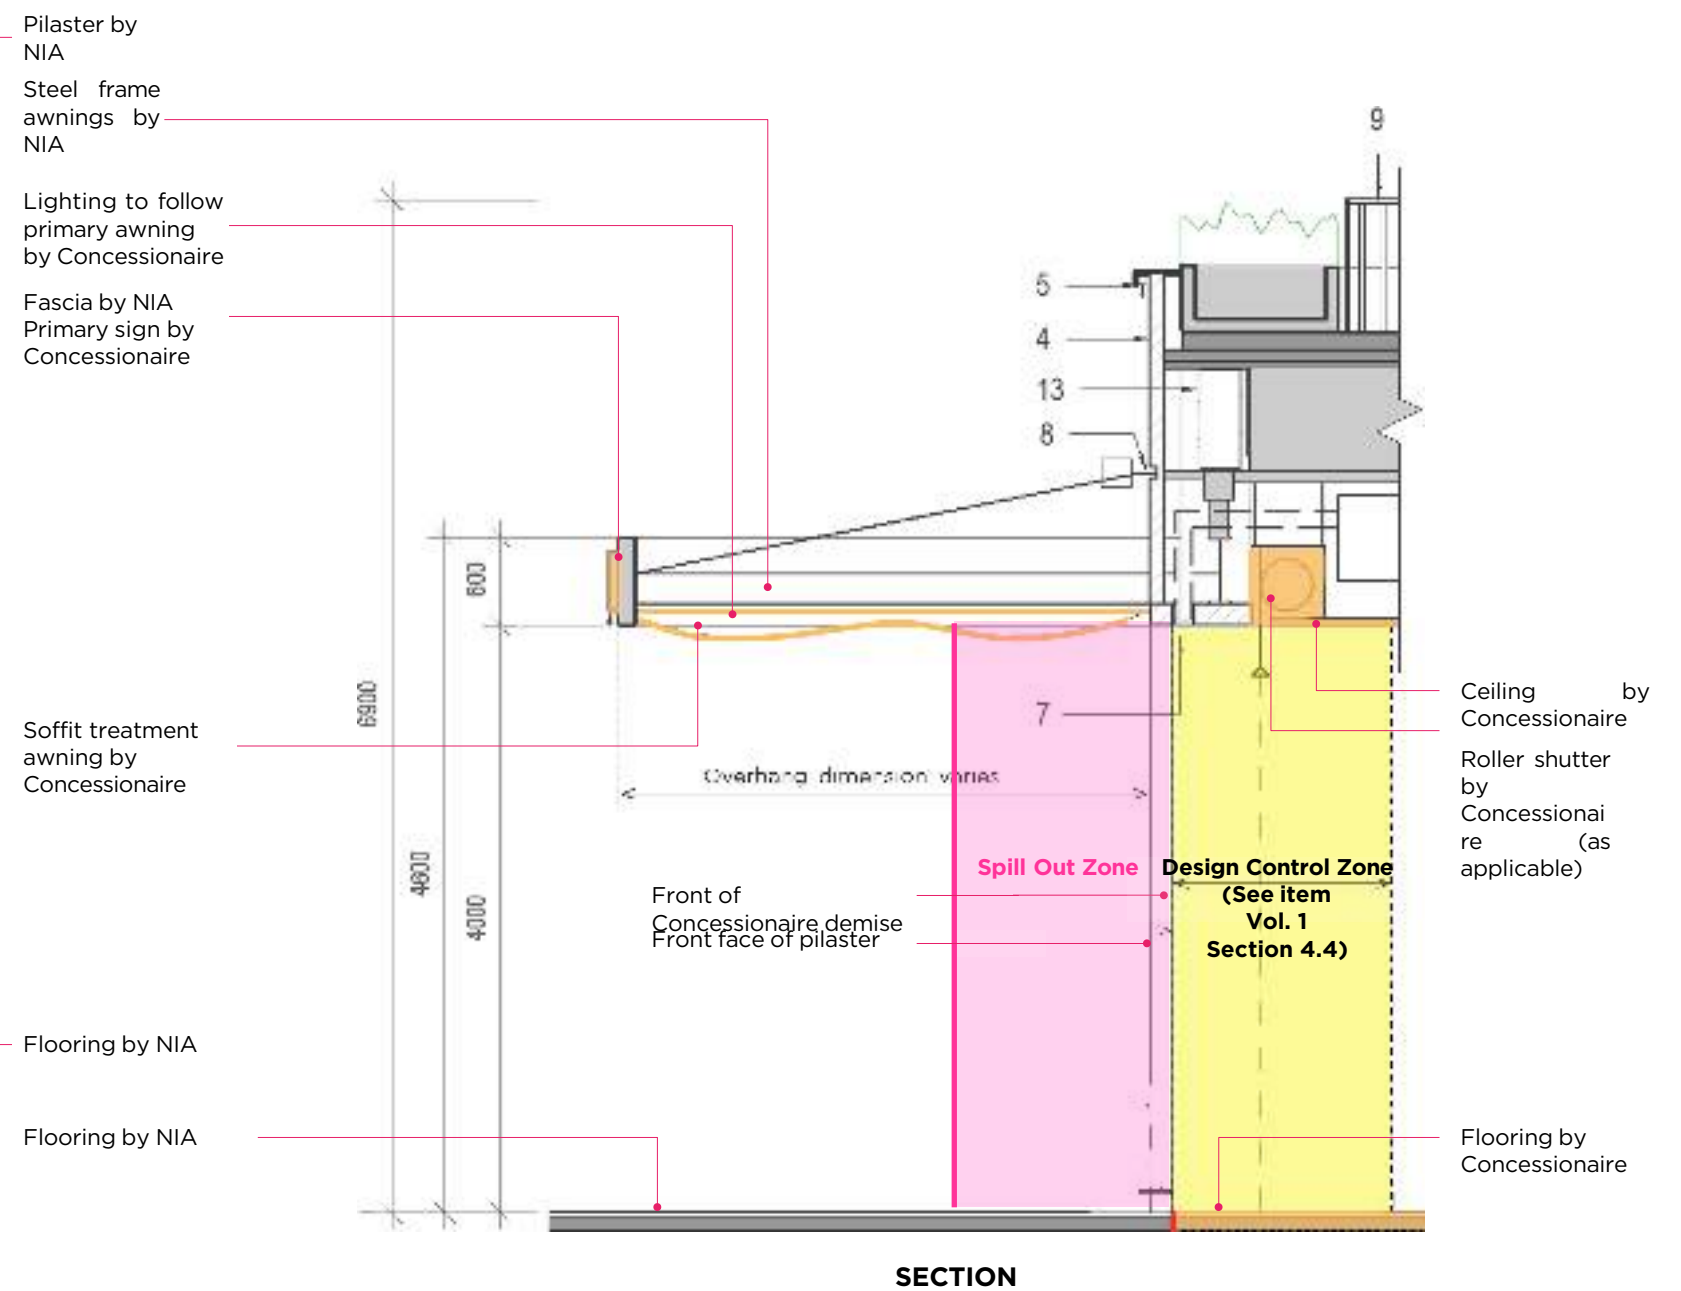 Pilaster by
NIA
Steel frame
awnings by
NIA
9
Lighting to follow
primary awning
by Concessionaire
5
Fascia by NIA
Primary sign by
Concessionaire
4
13
8
600
6900
7
Ceiling by
Concessionaire
Soffit treatment
awning by
Concessionaire
Overhang dimension varies
Roller shutter
by
Concessionai
re (as
applicable)
4600
4000
Spill Out Zone
Design Control Zone
(See item
Vol. 1
Section 4.4)
Front of
Concessionaire demise
Front face of pilaster
Flooring by NIA
Flooring by NIA
Flooring by
Concessionaire
SECTION